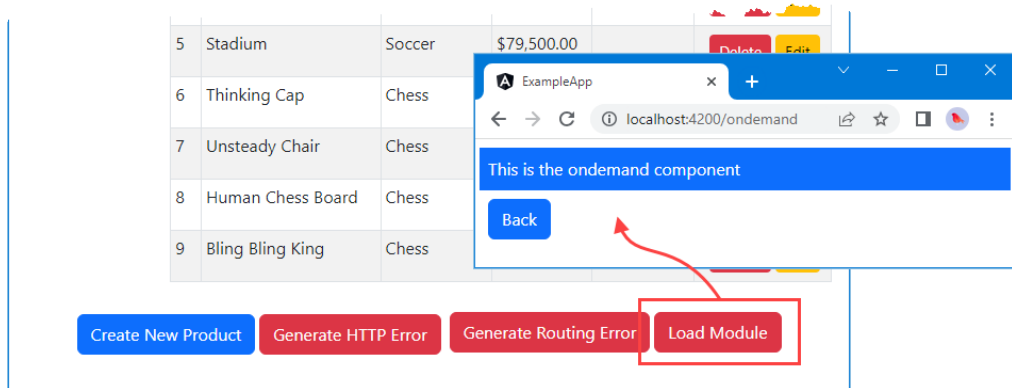 5 Stadium Soccer $79,500.00 Delete Edit
ExampleApp
6 Thinking Cap Chess
localhost:4200/ondemand
7 Unsteady Chair Chess
This is the ondemand component
8 Human Chess Board Chess
Back
9 Bling Bling King Chess
Create New Product Generate HTTP Error Generate Routing Error Load Module